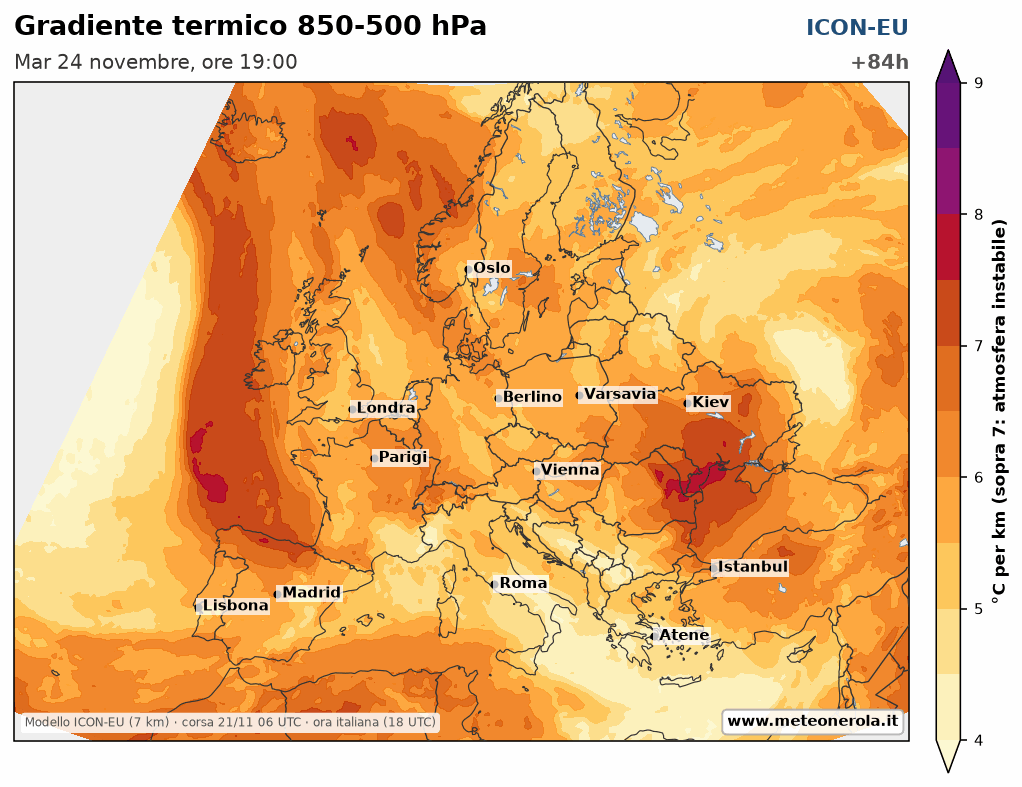 Gradiente termico 850-500 hPa
ICON-EU
Mar 24 novembre, ore 19:00
+84h
9
8
7
6
5
4
°C per km (sopra 7: atmosfera instabile)
Oslo
Berlino
Varsavia
Kiev
Londra
Parigi
Vienna
Istanbul
Roma
Madrid
Lisbona
Atene
Modello ICON-EU (7 km) · corsa 21/11 06 UTC · ora italiana (18 UTC)
www.meteonerola.it